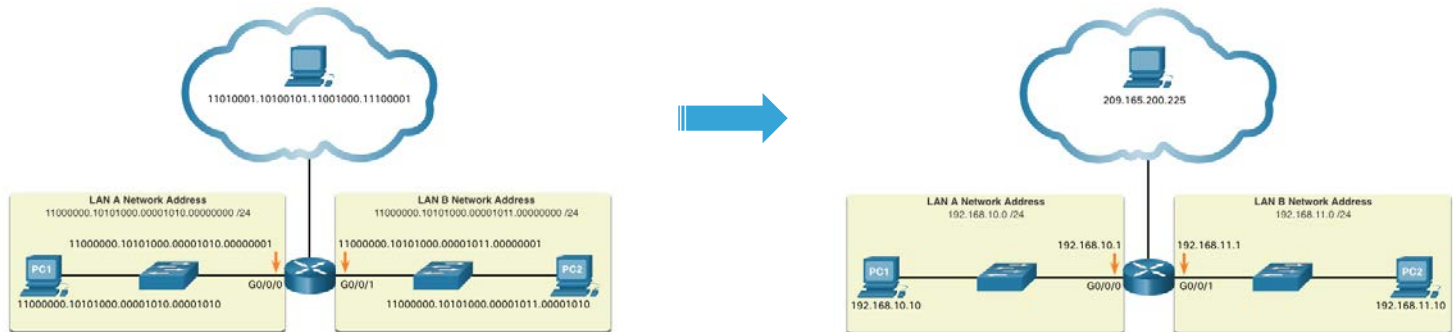 11010001.10100101.11001000.11100001
LAN A Network Address
11000000.10101000.00001010.00000000 /24
LAN B Network Address
11000000.10101000.00001011.00000000 /24
11000000.10101000.00001010.00000001
11000000.10101000.00001011.00000001
PC1
G0/0/0
G0/0/1
PC2
11000000.10101000.00001010.00001010
11000000.10101000.00001011.00001010
209.165.200.225
LAN A Network Address
192.168.10.0 /24
LAN B Network Address
192.168.11.0 /24
192.168.10.1
192.168.11.1
PC1
G0/0/0
G0/0/1
PC2
192.168.10.10
192.168.11.10